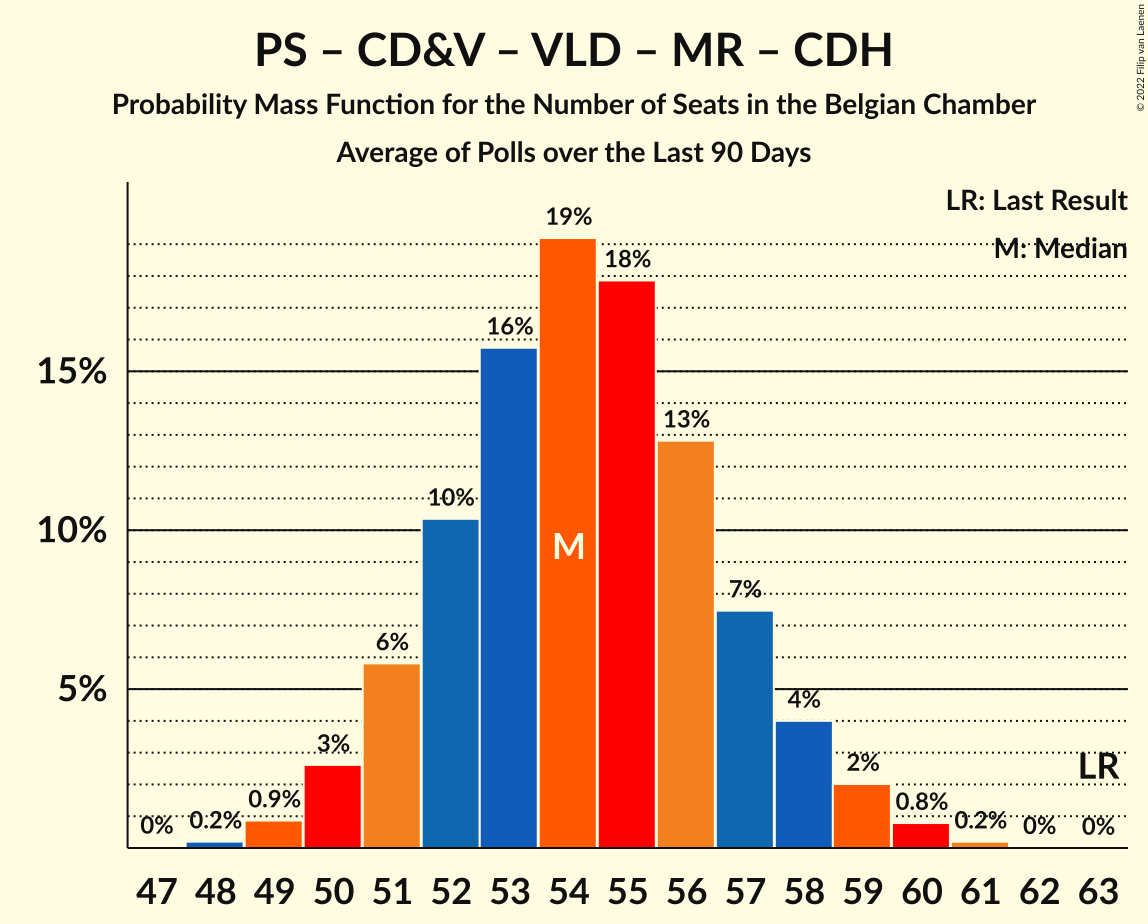 PS – CD&V – VLD – MR – CDH
Probability Mass Function for the Number of Seats in the Belgian Chamber
Average of Polls over the Last 90 Days
© 2022 Filip van Laenen
LR: Last Result
M: Median
15%
10%
5%
0%
0.2%
0.9%
3%
6%
10%
16%
19%
18%
13%
7%
4%
2%
0.8%
0.2%
0%
0%
M
LR
47 48 49 50 51 52 53 54 55 56 57 58 59 60 61 62 63